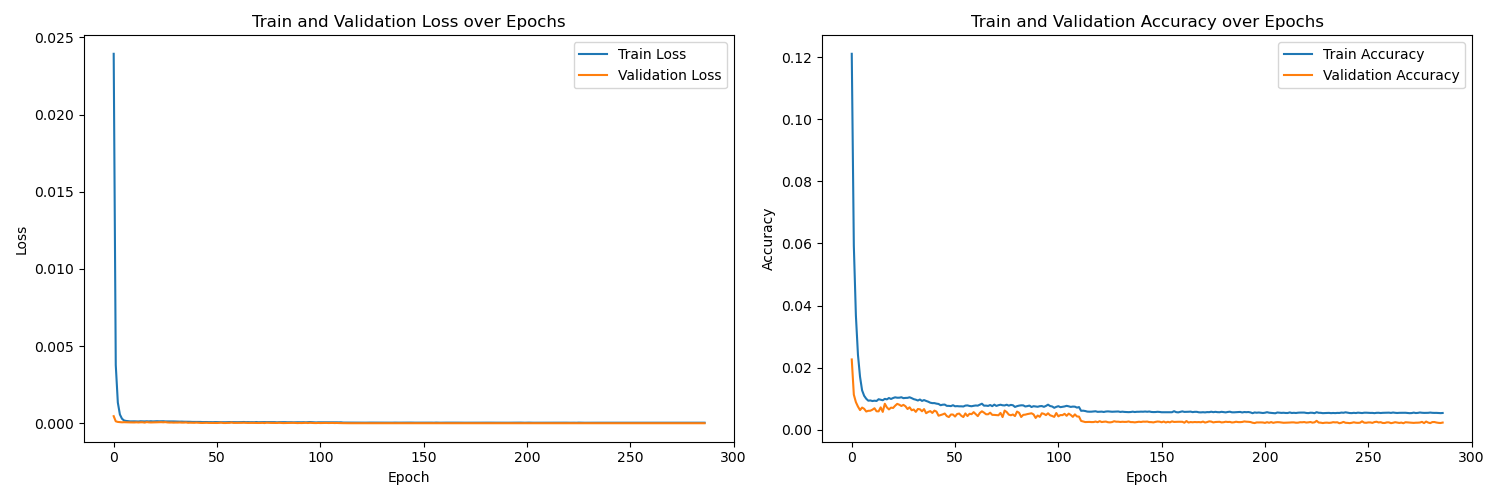 Train and Validation Loss over Epochs
0.025
0.020
0.015
0.010
0.005
0.000
Loss
Train Loss
Validation Loss
0 50 100 150 200 250 300
Epoch
Train and Validation Accuracy over Epochs
0.12
0.10
0.08
0.06
0.04
0.02
0.00
Accuracy
Train Accuracy
Validation Accuracy
0 50 100 150 200 250 300
Epoch